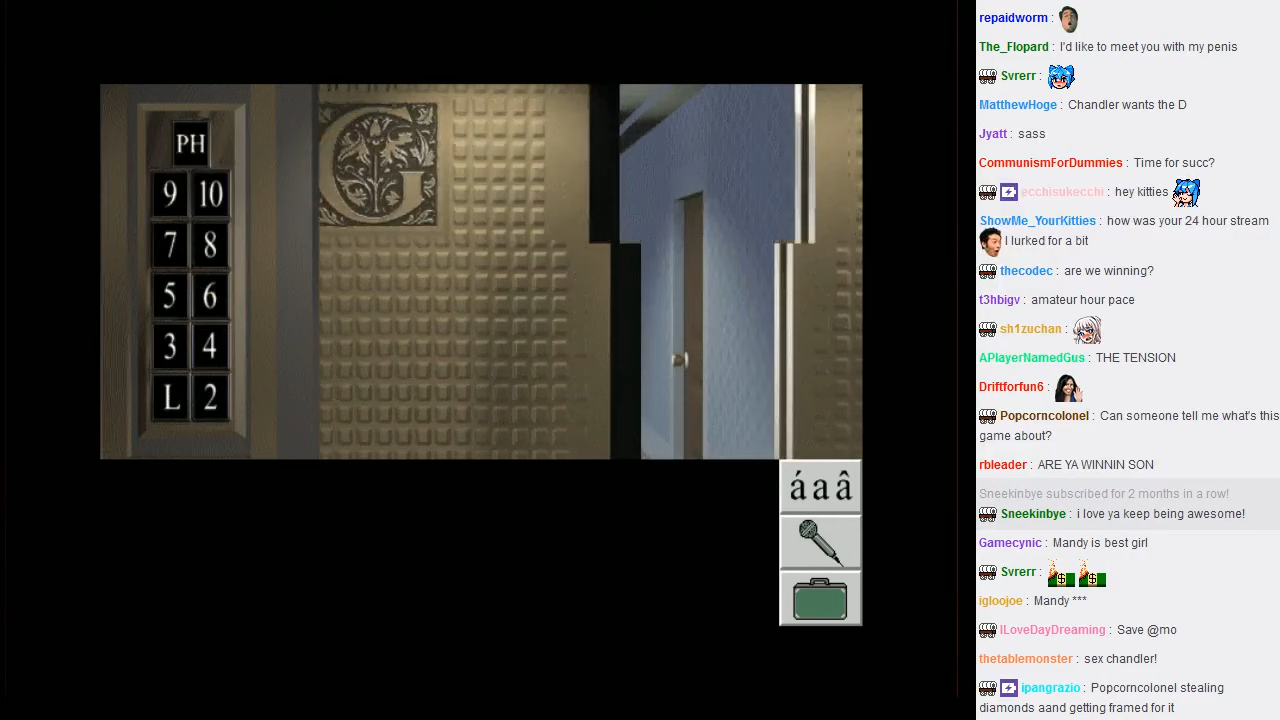 PH
9 10
7 8
5 6
3 4
L 2
G
á a â
repaidworm :
The_Flopard : I'd like to meet you with my penis
Svrerr :
MatthewHoge : Chandler wants the D
Jyatt : sass
CommunismForDummies : Time for succ?
ecchisukecchi : hey kitties
ShowMe_YourKitties : how was your 24 hour stream
I lurked for a bit
thecodec : are we winning?
t3hbigv : amateur hour pace
sh1zuchan :
APlayerNamedGus : THE TENSION
Driftforfun6 :
Popcorncolonel : Can someone tell me what's this
game about?
rbleader : ARE YA WINNIN SON
Sneekinbye subscribed for 2 months in a row!
Sneekinbye : i love ya keep being awesome!
Gamecynic : Mandy is best girl
Svrerr :
igloojoe : Mandy ***
ILoveDayDreaming : Save @mo
thetablemonster : sex chandler!
ipangrazio : Popcorncolonel stealing
diamonds aand getting framed for it